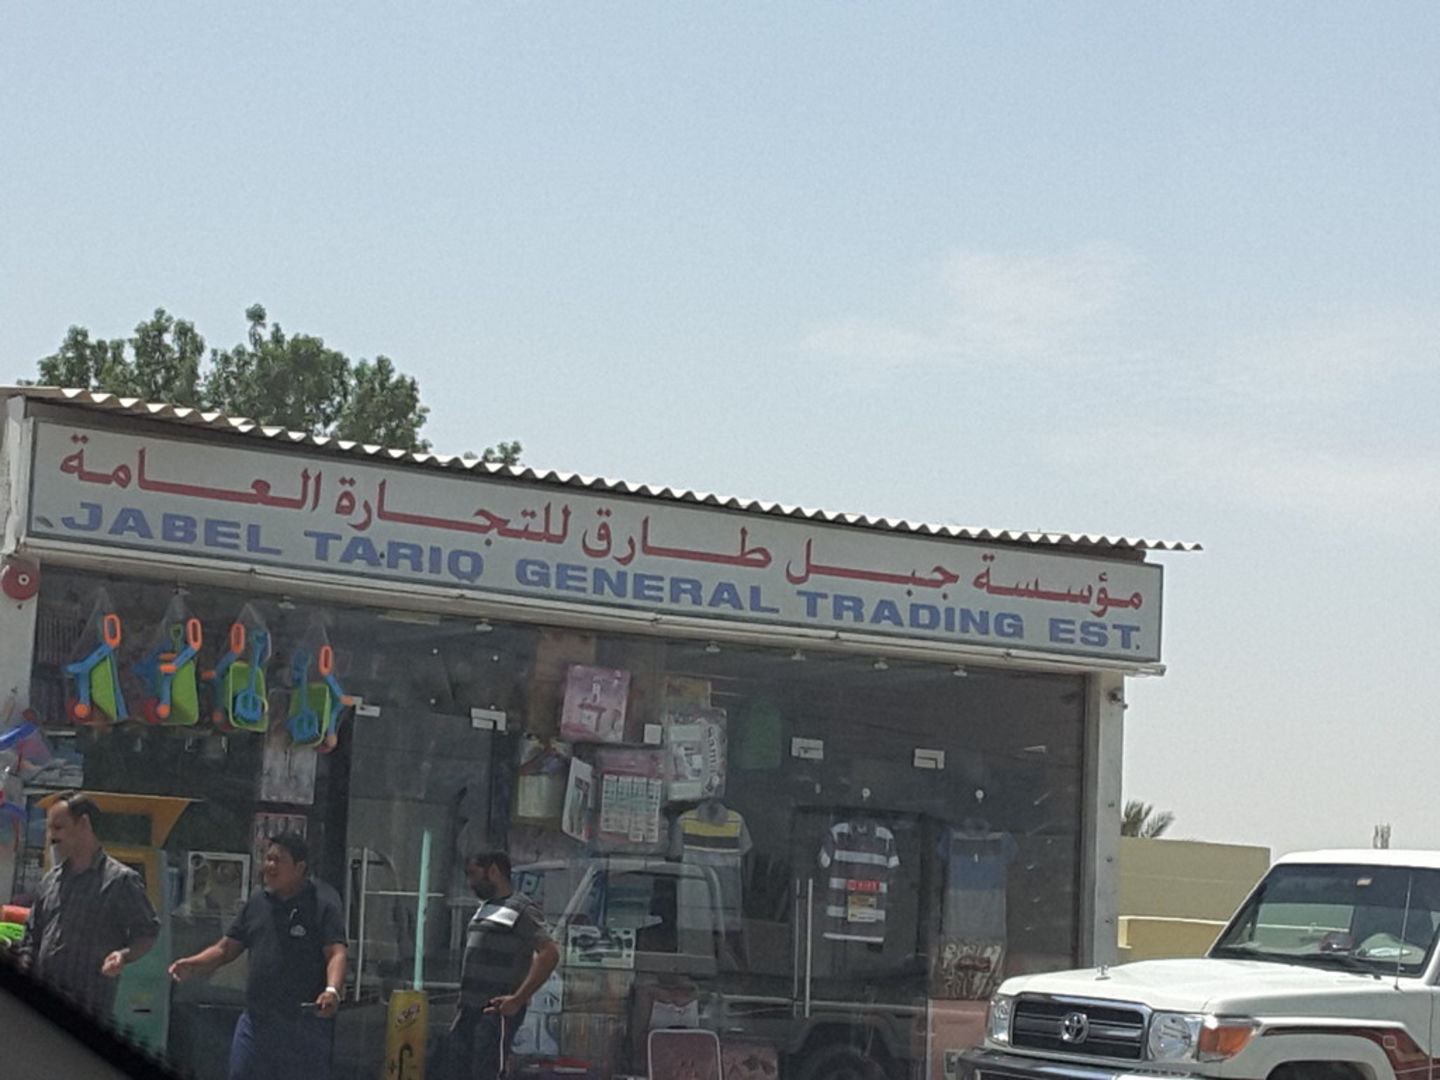 مؤسسة جبل طارق للتجارة العامة
JABEL TARIQ GENERAL TRADING EST.